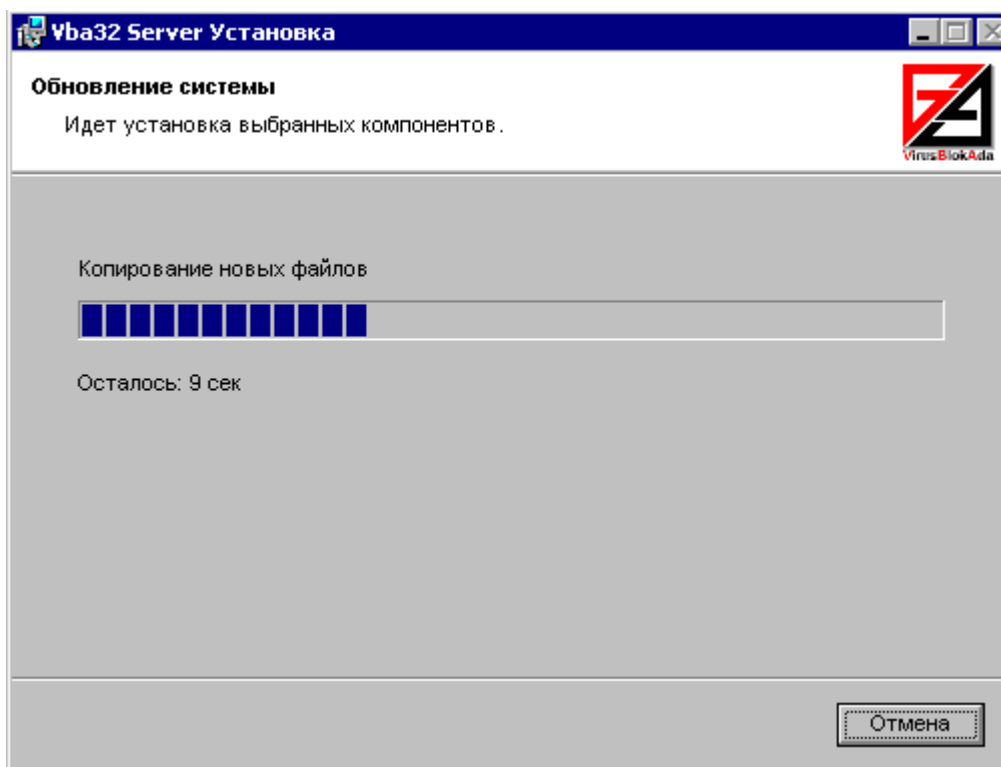 Vba32 Server Установка
Обновление системы
Идет установка выбранных компонентов.
VirusBlokAda
Копирование новых файлов
Осталось: 9 сек
Отмена